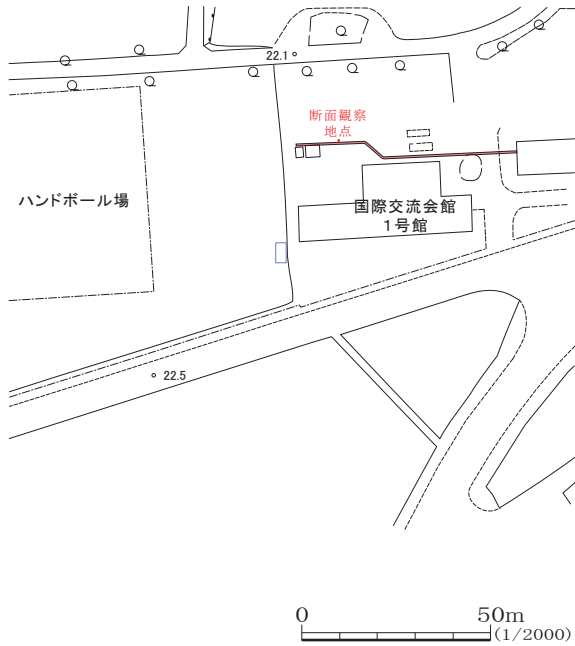 22.1
断面観察
地点
ハンドボール場
国際交流会館
1号館
22.5
0 50m
(1/2000)